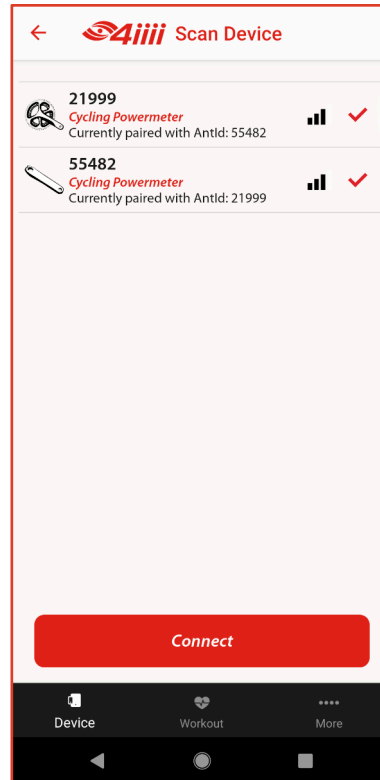 4iiii Scan Device
21999
Cycling Powermeter
Currently paired with AntId: 55482
55482
Cycling Powermeter
Currently paired with AntId: 21999
Connect
Device Workout More